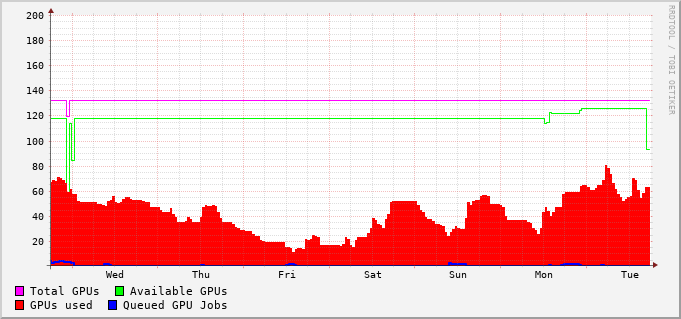 200
180
160
140
120
100
80
60
40
20
Wed Thu Fri Sat Sun Mon Tue
Total GPUs Available GPUs
GPUs used Queued GPU Jobs
RRDTOOL / TOBI OETIKER